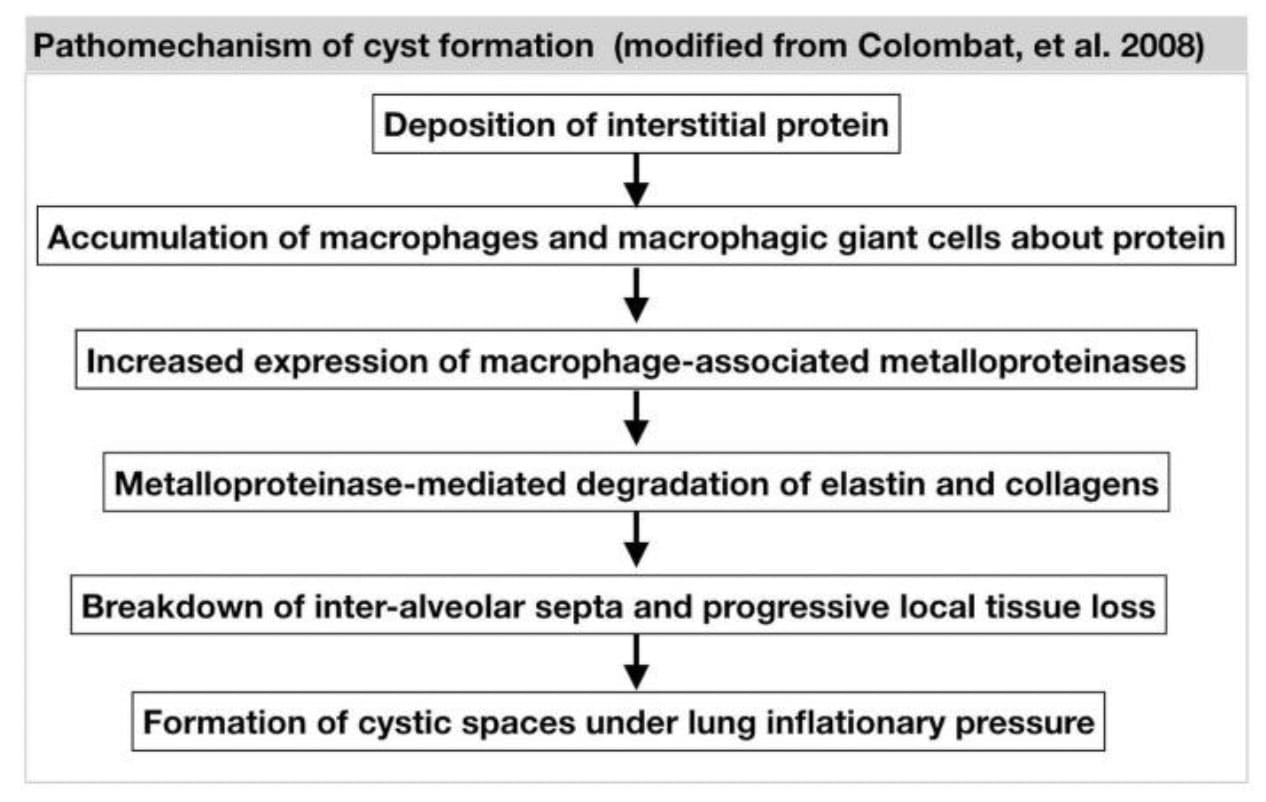 Pathomechanism of cyst formation (modified from Colombat, et al. 2008)
Deposition of interstitial protein
Accumulation of macrophages and macrophagic giant cells about protein
Increased expression of macrophage-associated metalloproteinases
Metalloproteinase-mediated degradation of elastin and collagens
Breakdown of inter-alveolar septa and progressive local tissue loss
Formation of cystic spaces under lung inflationary pressure